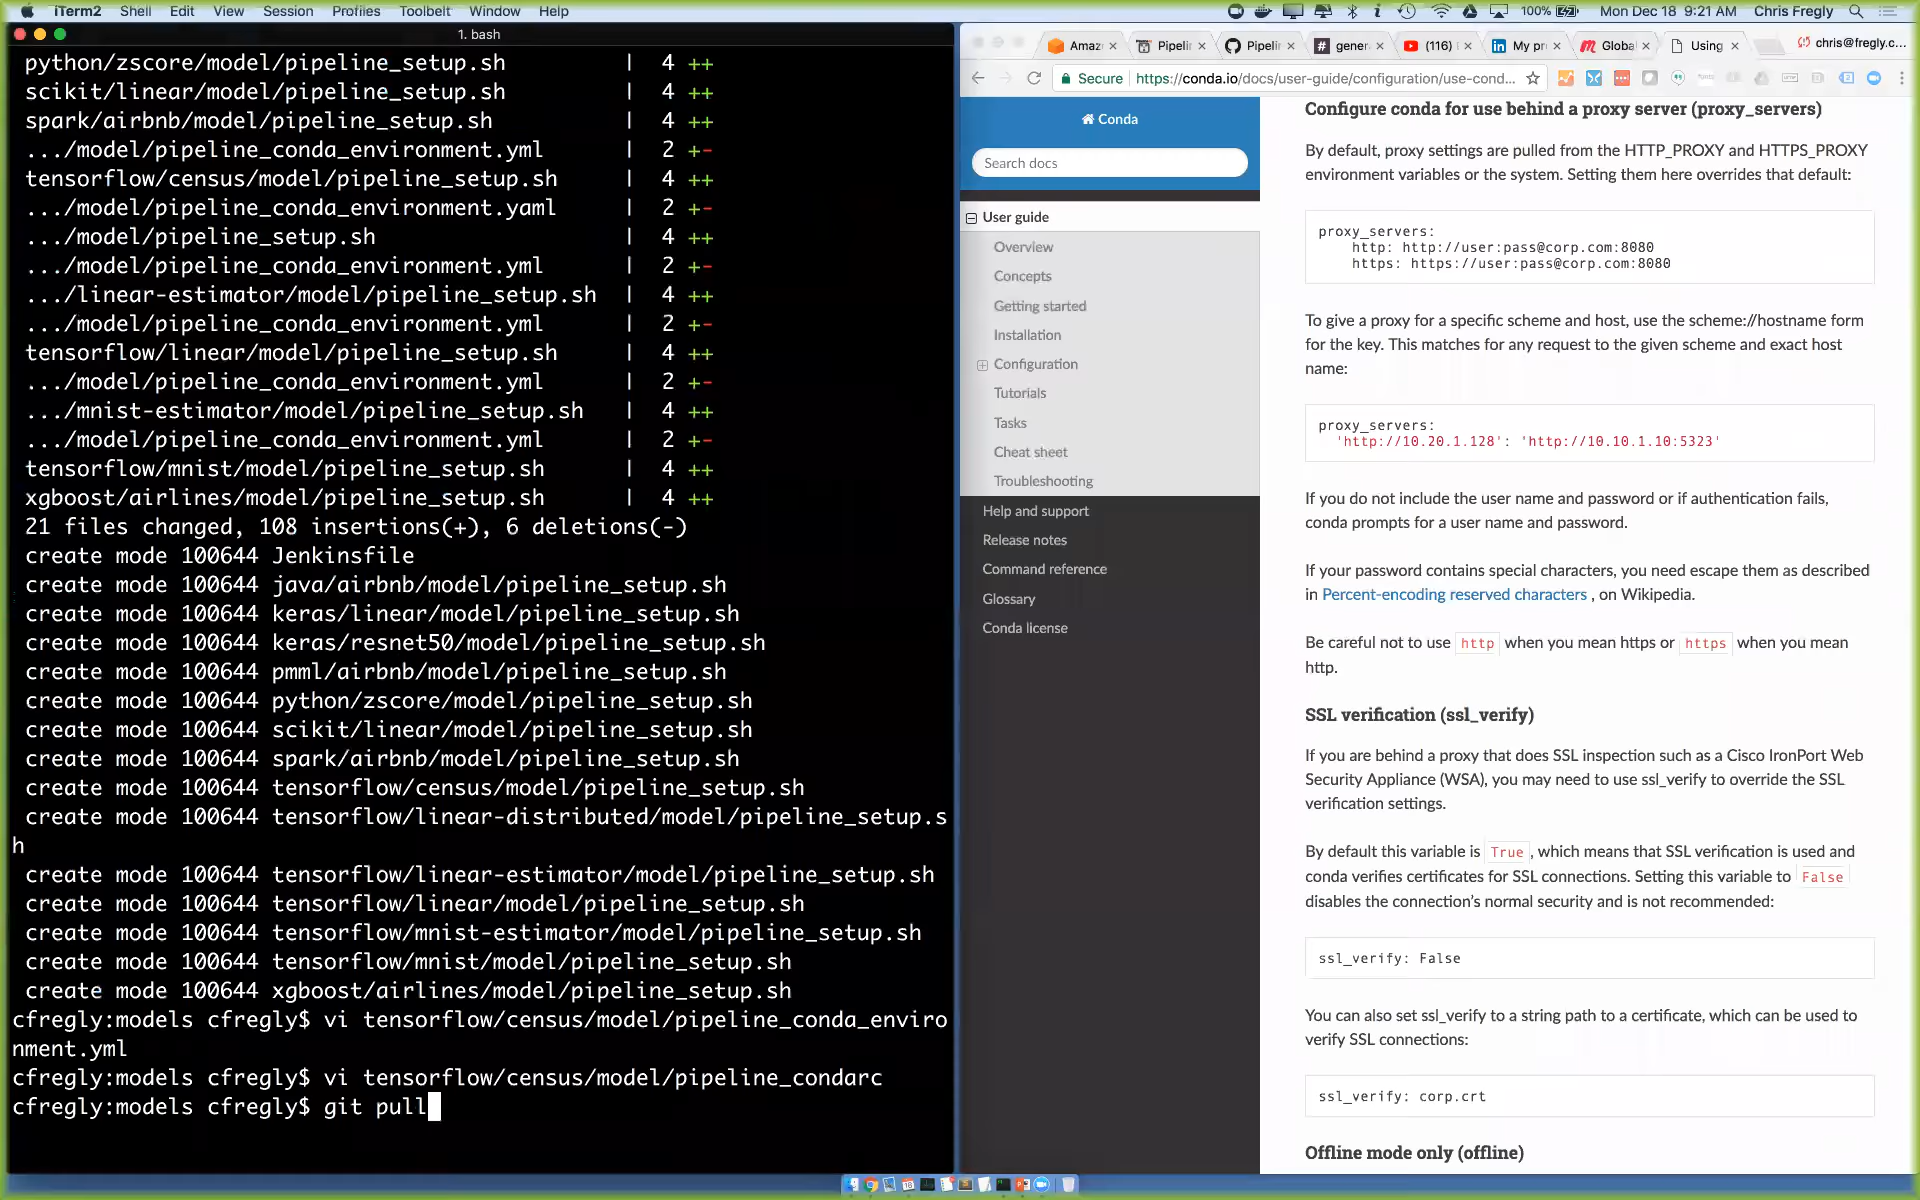 iTerm2 Shell Edit View Session Profiles Toolbelt Window Help
100% Mon Dec 18 9:21 AM Chris Fregly
1. bash
python/zscore/model/pipeline_setup.sh | 4 ++
scikit/linear/model/pipeline_setup.sh | 4 ++
spark/airbnb/model/pipeline_setup.sh | 4 ++
.../model/pipeline_conda_environment.yml | 2 +-
tensorflow/census/model/pipeline_setup.sh | 4 ++
.../model/pipeline_conda_environment.yaml | 2 +-
.../model/pipeline_setup.sh | 4 ++
.../model/pipeline_conda_environment.yml | 2 +-
.../linear-estimator/model/pipeline_setup.sh | 4 ++
.../model/pipeline_conda_environment.yml | 2 +-
tensorflow/linear/model/pipeline_setup.sh | 4 ++
.../model/pipeline_conda_environment.yml | 2 +-
.../mnist-estimator/model/pipeline_setup.sh | 4 ++
.../model/pipeline_conda_environment.yml | 2 +-
tensorflow/mnist/model/pipeline_setup.sh | 4 ++
xgboost/airlines/model/pipeline_setup.sh | 4 ++
21 files changed, 108 insertions(+), 6 deletions(-)
create mode 100644 Jenkinsfile
create mode 100644 java/airbnb/model/pipeline_setup.sh
create mode 100644 keras/linear/model/pipeline_setup.sh
create mode 100644 keras/resnet50/model/pipeline_setup.sh
create mode 100644 pmml/airbnb/model/pipeline_setup.sh
create mode 100644 python/zscore/model/pipeline_setup.sh
create mode 100644 scikit/linear/model/pipeline_setup.sh
create mode 100644 spark/airbnb/model/pipeline_setup.sh
create mode 100644 tensorflow/census/model/pipeline_setup.sh
create mode 100644 tensorflow/linear-distributed/model/pipeline_setup.s
h
create mode 100644 tensorflow/linear-estimator/model/pipeline_setup.sh
create mode 100644 tensorflow/linear/model/pipeline_setup.sh
create mode 100644 tensorflow/mnist-estimator/model/pipeline_setup.sh
create mode 100644 tensorflow/mnist/model/pipeline_setup.sh
create mode 100644 xgboost/airlines/model/pipeline_setup.sh
cfregly:models cfregly$ vi tensorflow/census/model/pipeline_conda_enviro
nment.yml
cfregly:models cfregly$ vi tensorflow/census/model/pipeline_condarc
cfregly:models cfregly$ git pull
Amaz Pipeli Pipeli gener (116) My pr Global Using chris@fregly.c...
Secure https://conda.io/docs/user-guide/configuration/use-cond...
Conda
Search docs
User guide
Overview
Concepts
Getting started
Installation
Configuration
Tutorials
Tasks
Cheat sheet
Troubleshooting
Help and support
Release notes
Command reference
Glossary
Conda license
Configure conda for use behind a proxy server (proxy_servers)
By default, proxy settings are pulled from the HTTP_PROXY and HTTPS_PROXY
environment variables or the system. Setting them here overrides that default:
proxy_servers:
http: http://user:pass@corp.com:8080
https: https://user:pass@corp.com:8080
To give a proxy for a specific scheme and host, use the scheme://hostname form
for the key. This matches for any request to the given scheme and exact host
name:
proxy_servers:
'http://10.20.1.128': 'http://10.10.1.10:5323'
If you do not include the user name and password or if authentication fails,
conda prompts for a user name and password.
If your password contains special characters, you need escape them as described
in Percent-encoding reserved characters , on Wikipedia.
Be careful not to use http when you mean https or https when you mean
http.
SSL verification (ssl_verify)
If you are behind a proxy that does SSL inspection such as a Cisco IronPort Web
Security Appliance (WSA), you may need to use ssl_verify to override the SSL
verification settings.
By default this variable is True , which means that SSL verification is used and
conda verifies certificates for SSL connections. Setting this variable to False
disables the connection's normal security and is not recommended:
ssl_verify: False
You can also set ssl_verify to a string path to a certificate, which can be used to
verify SSL connections:
ssl_verify: corp.crt
Offline mode only (offline)